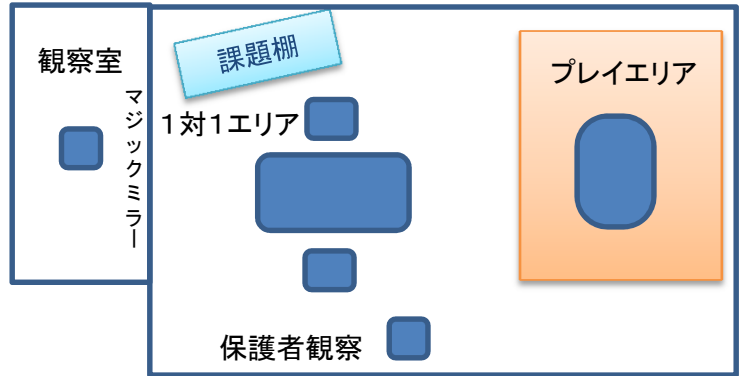 観察室
マジックミラー
課題棚
1対1エリア
プレイエリア
保護者観察